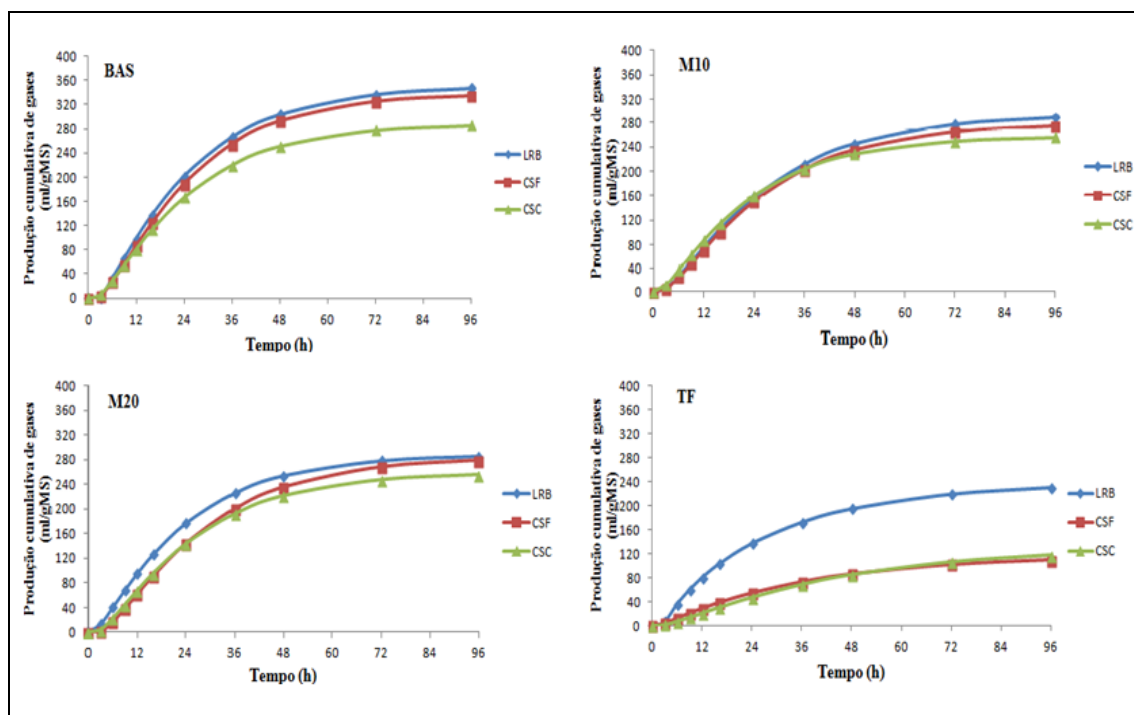 BAS
Produção cumulativa de gases
(ml/gMS)
400
360
320
280
240
200
160
120
80
40
0
0 12 24 36 48 60 72 84 96
Tempo (h)
LRB
CSF
CSC
M10
Produção cumulativa de gases
(ml/gMS)
400
360
320
280
240
200
160
120
80
40
0
0 12 24 36 48 60 72 84 96
Tempo (h)
LRB
CSF
CSC
M20
Produção cumulativa de gases
(ml/gMS)
400
360
320
280
240
200
160
120
80
40
0
0 12 24 36 48 60 72 84 96
Tempo (h)
LRB
CSF
CSC
TF
Produção cumulativa de gases
(ml/gMS)
400
360
320
280
240
200
160
120
80
40
0
0 12 24 36 48 60 72 84 96
Tempo (h)
LRB
CSF
CSC